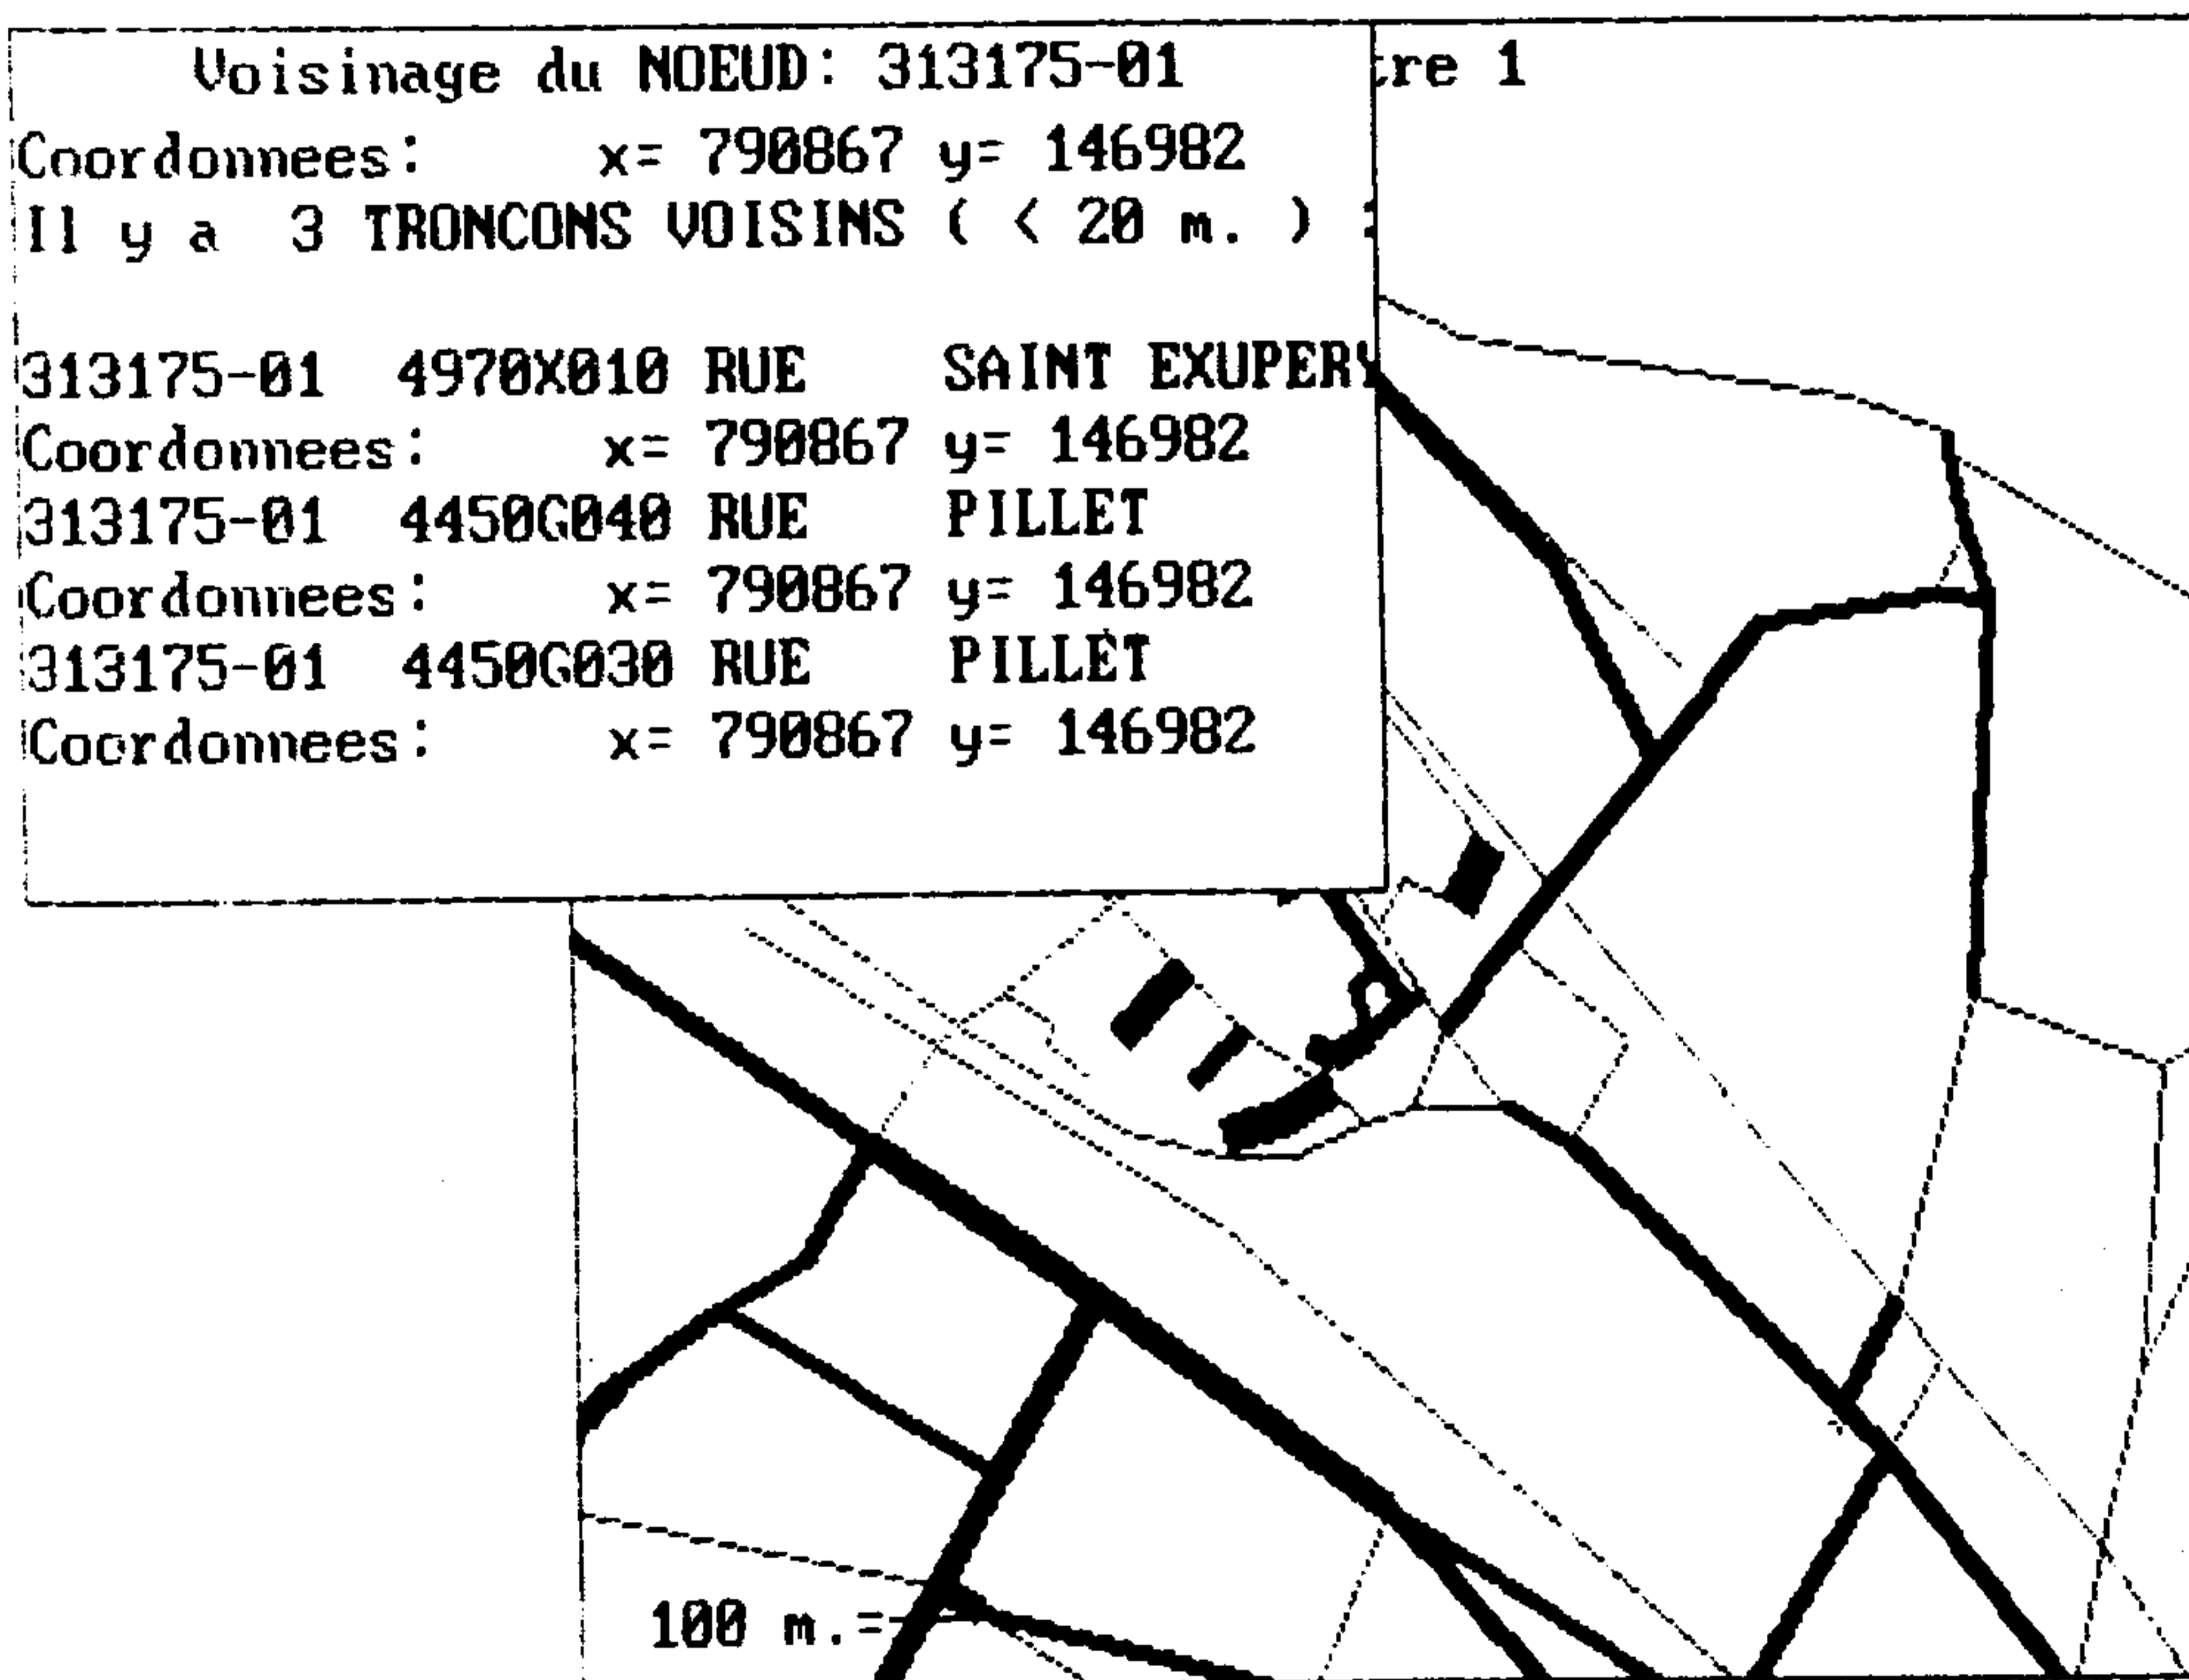 Voisinage du NOEUD: 313175-01
tre 1
Coordonnees: x= 790867 y= 146982
Il y a 3 TRONCONS VOISINS ( < 20 m. ) :
313175-01 4970X010 RUE SAINT EXUPERY
Coordonnees: x= 790867 y= 146982
313175-01 4450G040 RUE PILLET
Coordonnees: x= 790867 y= 146982
313175-01 4450G030 RUE PILLET
Coordonnees: x= 790867 y= 146982
100 m.=